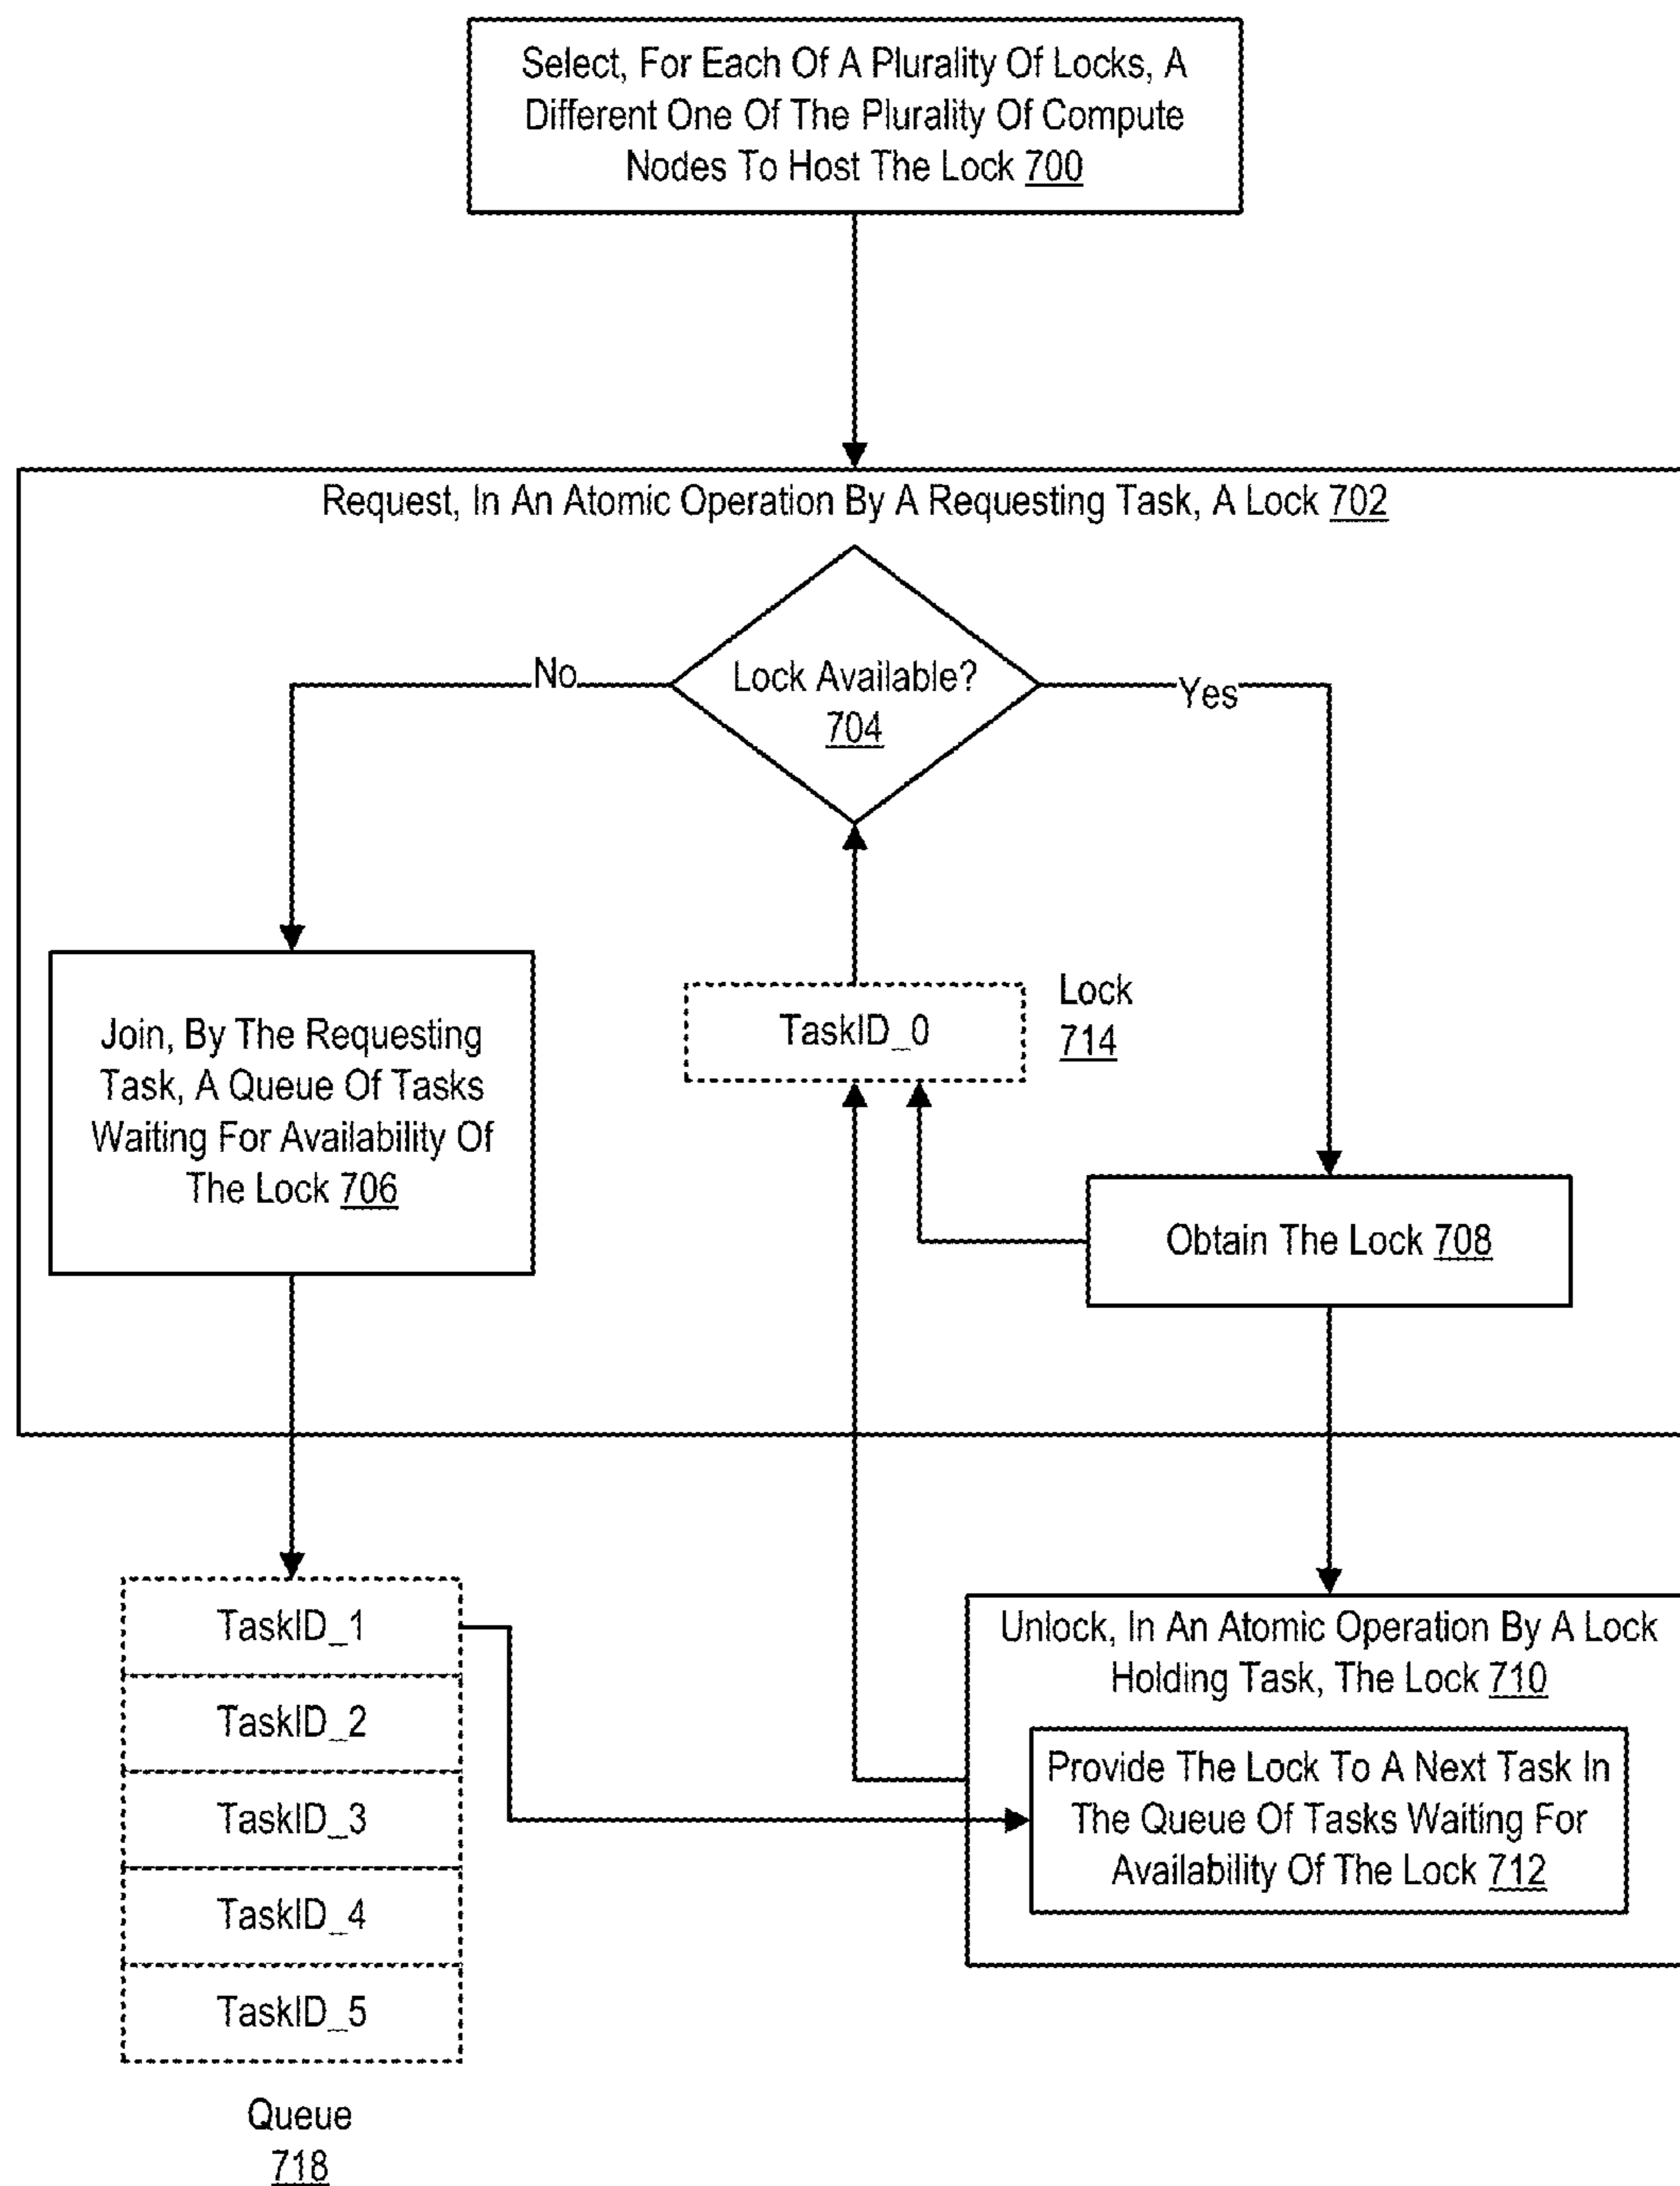 Select, For Each Of A Plurality Of Locks, A
Different One Of The Plurality Of Compute
Nodes To Host The Lock 700
Request, In An Atomic Operation By A Requesting Task, A Lock 702
No
Lock Available?
704
Yes
Join, By The Requesting
Task, A Queue Of Tasks
Waiting For Availability Of
The Lock 706
TaskID_0
Lock
714
Obtain The Lock 708
TaskID_1
TaskID_2
TaskID_3
TaskID_4
TaskID_5
Queue
718
Unlock, In An Atomic Operation By A Lock
Holding Task, The Lock 710
Provide The Lock To A Next Task In
The Queue Of Tasks Waiting For
Availability Of The Lock 712